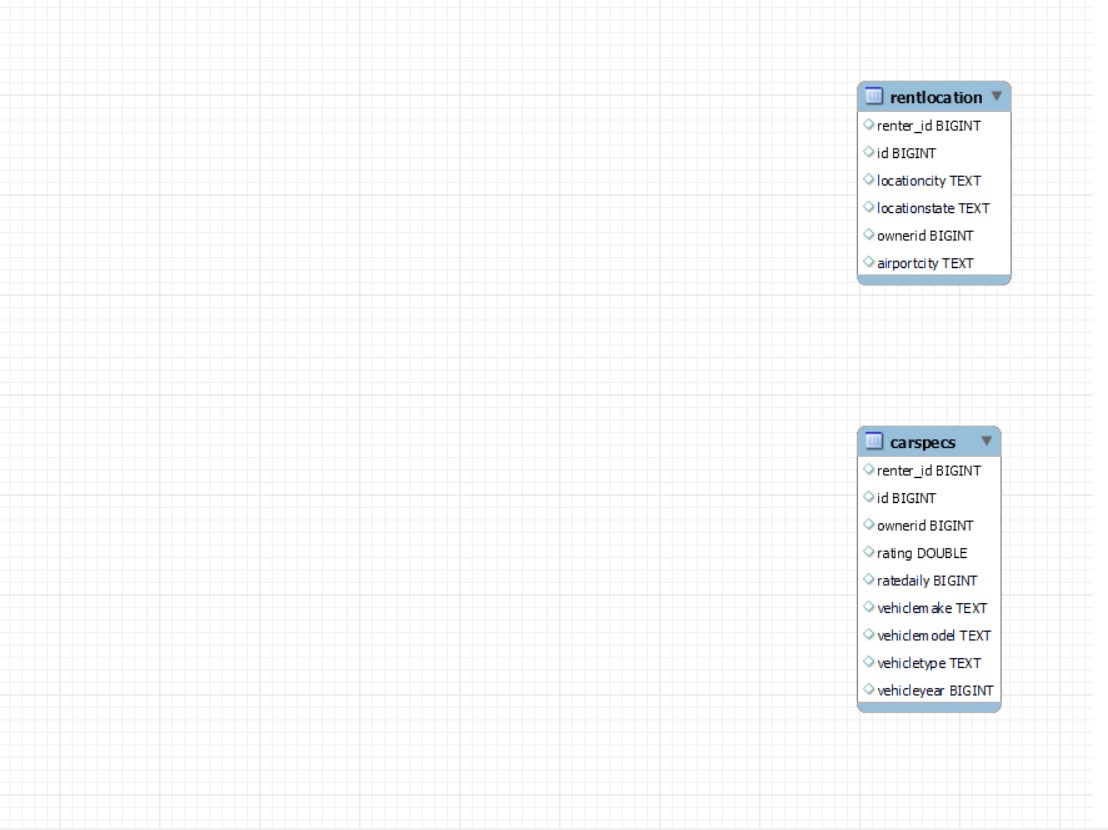 rentlocation
renter_id BIGINT
id BIGINT
locationcity TEXT
locationstate TEXT
ownerid BIGINT
airportcity TEXT
carspecs
renter_id BIGINT
id BIGINT
ownerid BIGINT
rating DOUBLE
ratedaily BIGINT
vehiclemake TEXT
vehiclemodel TEXT
vehicletype TEXT
vehicleyear BIGINT